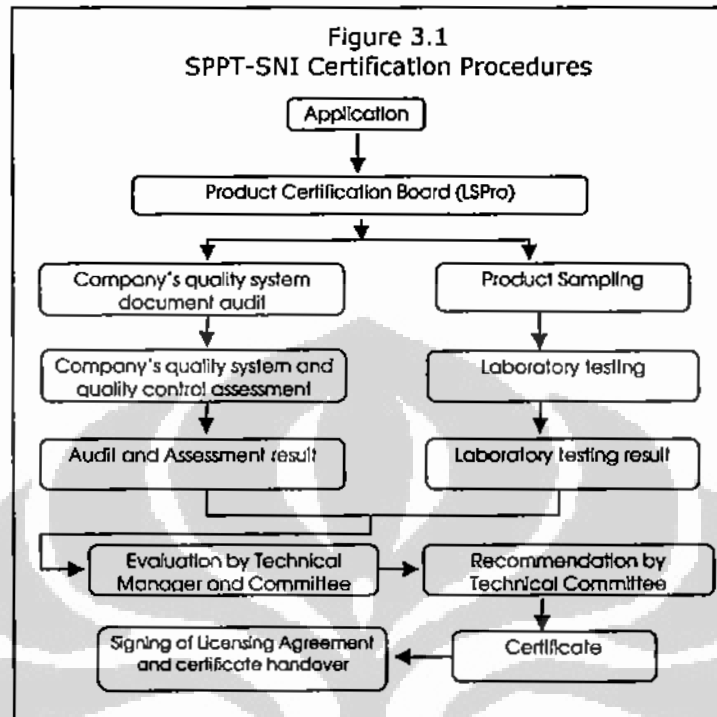 Figure 3.1
SPPT-SNI Certification Procedures
Application
Product Certification Board (LSPro)
Company's quality system
document audit
Product Sampling
Company's quality system and
quality control assessment
Laboratory testing
Audit and Assessment result
Laboratory testing result
Evaluation by Technical
Manager and Committee
Recommendation by
Technical Committee
Signing of Licensing Agreement
and certificate handover
Certificate